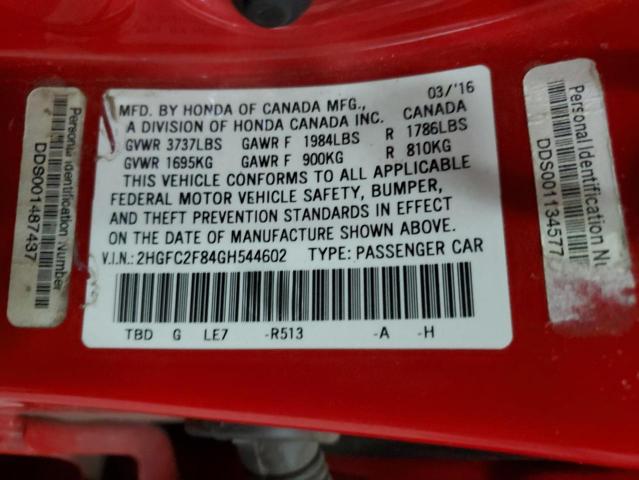 MFD. BY HONDA OF CANADA MFG., 03/'16
A DIVISION OF HONDA CANADA INC. CANADA
GVWR 3737LBS GAWR F 1984LBS R 1786LBS
GVWR 1695KG GAWR F 900KG R 810KG
THIS VEHICLE CONFORMS TO ALL APPLICABLE
FEDERAL MOTOR VEHICLE SAFETY, BUMPER,
AND THEFT PREVENTION STANDARDS IN EFFECT
ON THE DATE OF MANUFACTURE SHOWN ABOVE.
V.I.N.: 2HGFC2F84GH544602 TYPE: PASSENGER CAR
TBD G LE7 -R513 -A -H
Personal Identification Number
DDS001487497
Personal Identification Nu
DDS001134577